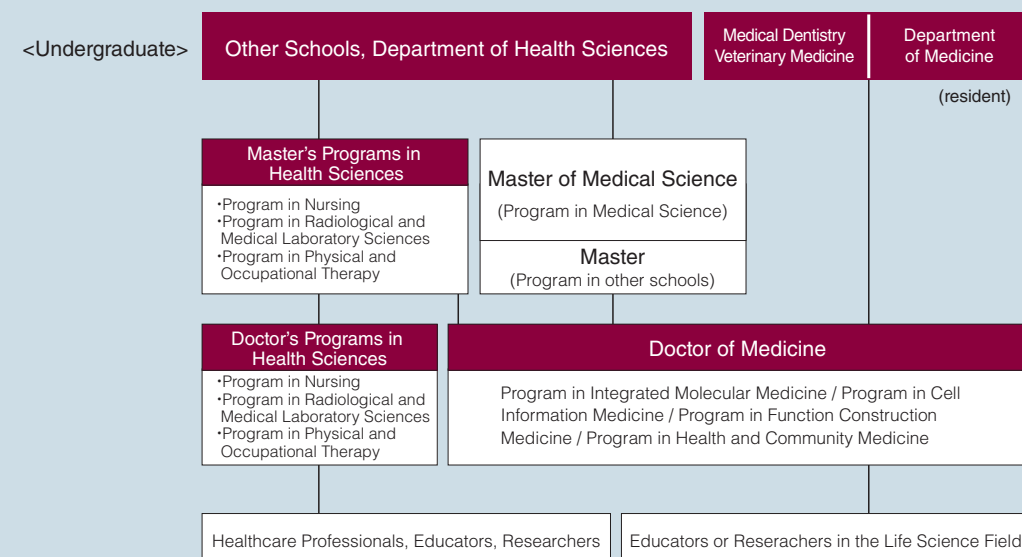 <Undergraduate>
Other Schools, Department of Health Sciences
Medical Dentistry
Veterinary Medicine
Department
of Medicine
(resident)
Master's Programs in
Health Sciences
・Program in Nursing
・Program in Radiological and
Medical Laboratory Sciences
・Program in Physical and
Occupational Therapy
Master of Medical Science
(Program in Medical Science)
Master
(Program in other schools)
Doctor's Programs in
Health Sciences
・Program in Nursing
・Program in Radiological and
Medical Laboratory Sciences
・Program in Physical and
Occupational Therapy
Doctor of Medicine
Program in Integrated Molecular Medicine / Program in Cell
Information Medicine / Program in Function Construction
Medicine / Program in Health and Community Medicine
Healthcare Professionals, Educators, Researchers
Educators or Reserachers in the Life Science Field